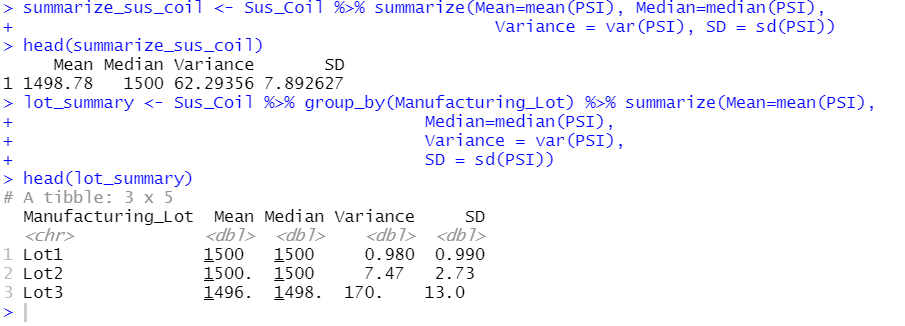 > summarize_sus_coil <- Sus_Coil %>% summarize(Mean=mean(PSI), Median=median(PSI),
+ Variance = var(PSI), SD = sd(PSI))
> head(summarize_sus_coil)
Mean Median Variance SD
1 1498.78 1500 62.29356 7.892627
> lot_summary <- Sus_Coil %>% group_by(Manufacturing_Lot) %>% summarize(Mean=mean(PSI),
+ Median=median(PSI),
+ Variance = var(PSI),
+ SD = sd(PSI))
> head(lot_summary)
# A tibble: 3 x 5
Manufacturing_Lot Mean Median Variance SD
<chr> <dbl> <dbl> <dbl> <dbl>
1 Lot1 1500 1500 0.980 0.990
2 Lot2 1500. 1500 7.47 2.73
3 Lot3 1496. 1498. 170. 13.0
>